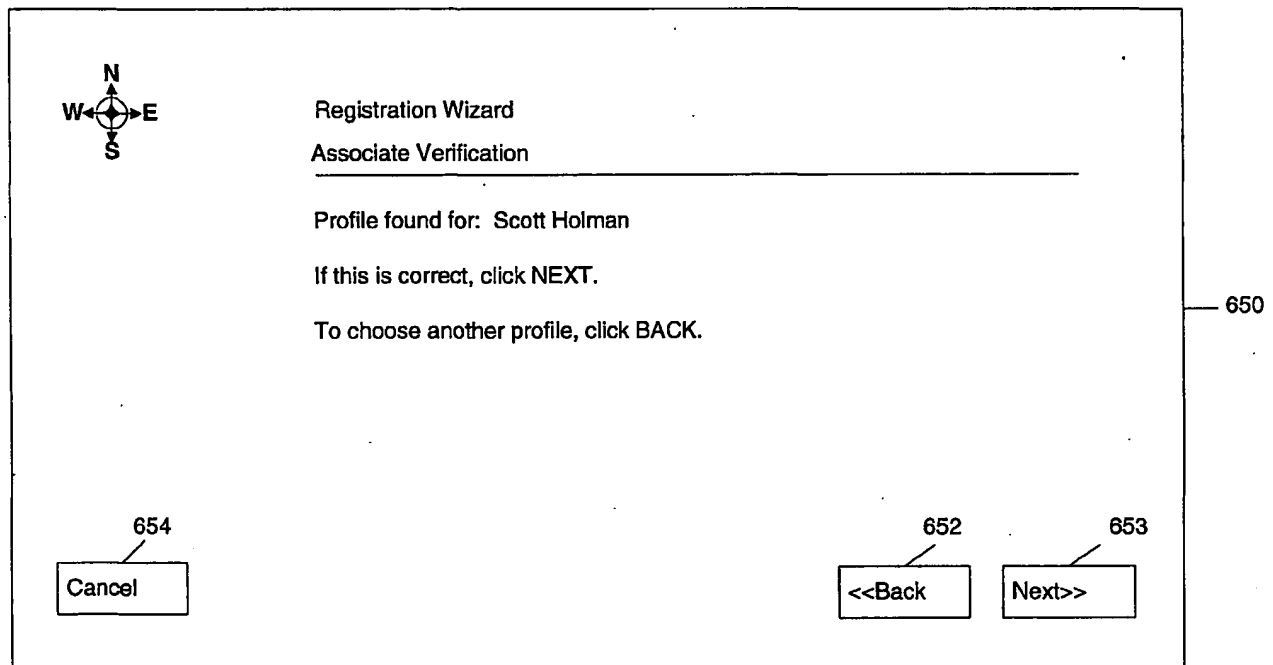 N
W E
S
Registration Wizard
Associate Verification
Profile found for: Scott Holman
If this is correct, click NEXT.
To choose another profile, click BACK.
650
654
652
653
Cancel
<<Back
Next>>